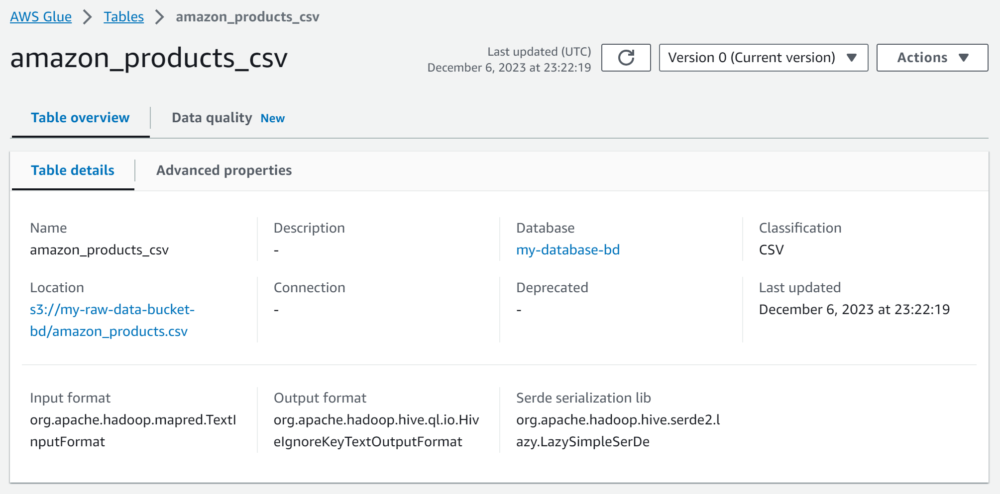 AWS Glue > Tables > amazon_products_csv
amazon_products_csv
Last updated (UTC)
December 6, 2023 at 23:22:19
Version 0 (Current version)
Actions
Table overview
Data quality New
Table details
Advanced properties
Name
amazon_products_csv
Description
-
Database
my-database-bd
Classification
CSV
Location
s3://my-raw-data-bucket-
bd/amazon_products.csv
Connection
-
Deprecated
-
Last updated
December 6, 2023 at 23:22:19
Input format
org.apache.hadoop.mapred.TextI
nputFormat
Output format
org.apache.hadoop.hive.ql.io.Hiv
eIgnoreKeyTextOutputFormat
Serde serialization lib
org.apache.hadoop.hive.serde2.l
azy.LazySimpleSerDe